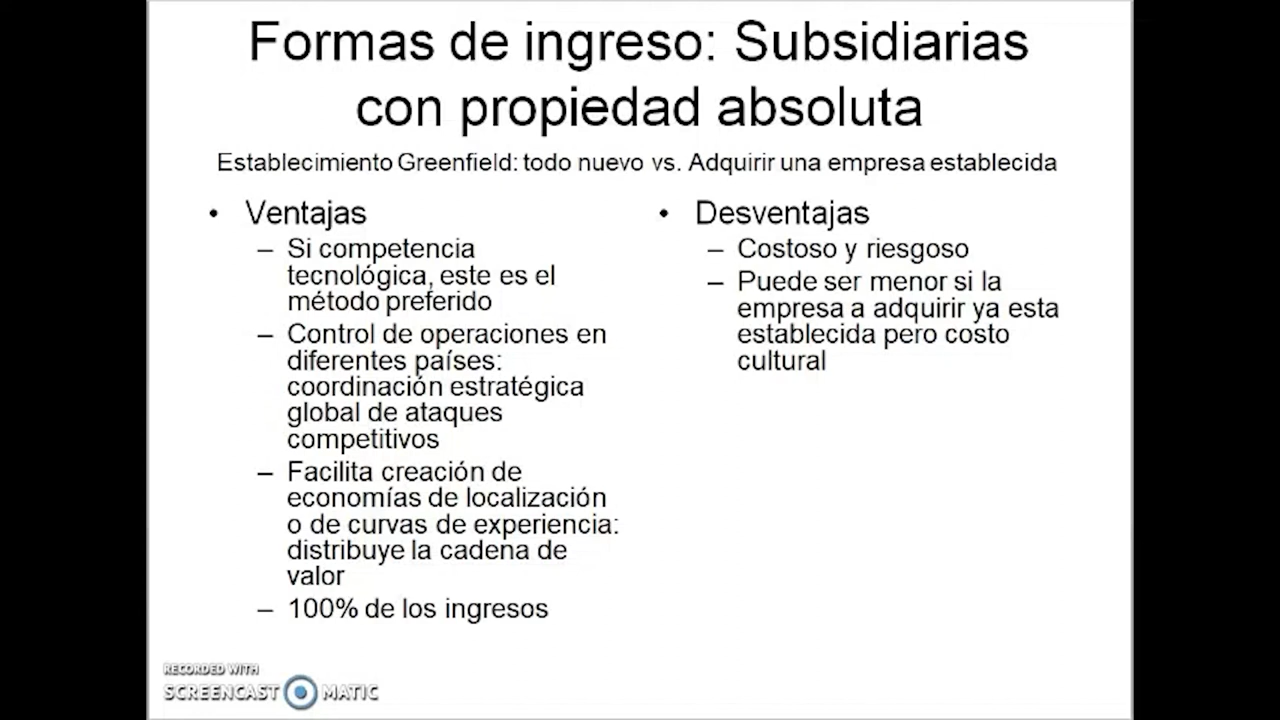 Formas de ingreso: Subsidiarias
con propiedad absoluta
Establecimiento Greenfield: todo nuevo vs. Adquirir una empresa establecida
• Ventajas
– Si competencia
tecnológica, este es el
método preferido
– Control de operaciones en
diferentes países:
coordinación estratégica
global de ataques
competitivos
– Facilita creación de
economías de localización
o de curvas de experiencia:
distribuye la cadena de
valor
– 100% de los ingresos
• Desventajas
– Costoso y riesgoso
– Puede ser menor si la
empresa a adquirir ya esta
establecida pero costo
cultural
RECORDED WITH
SCREENCAST MATIC